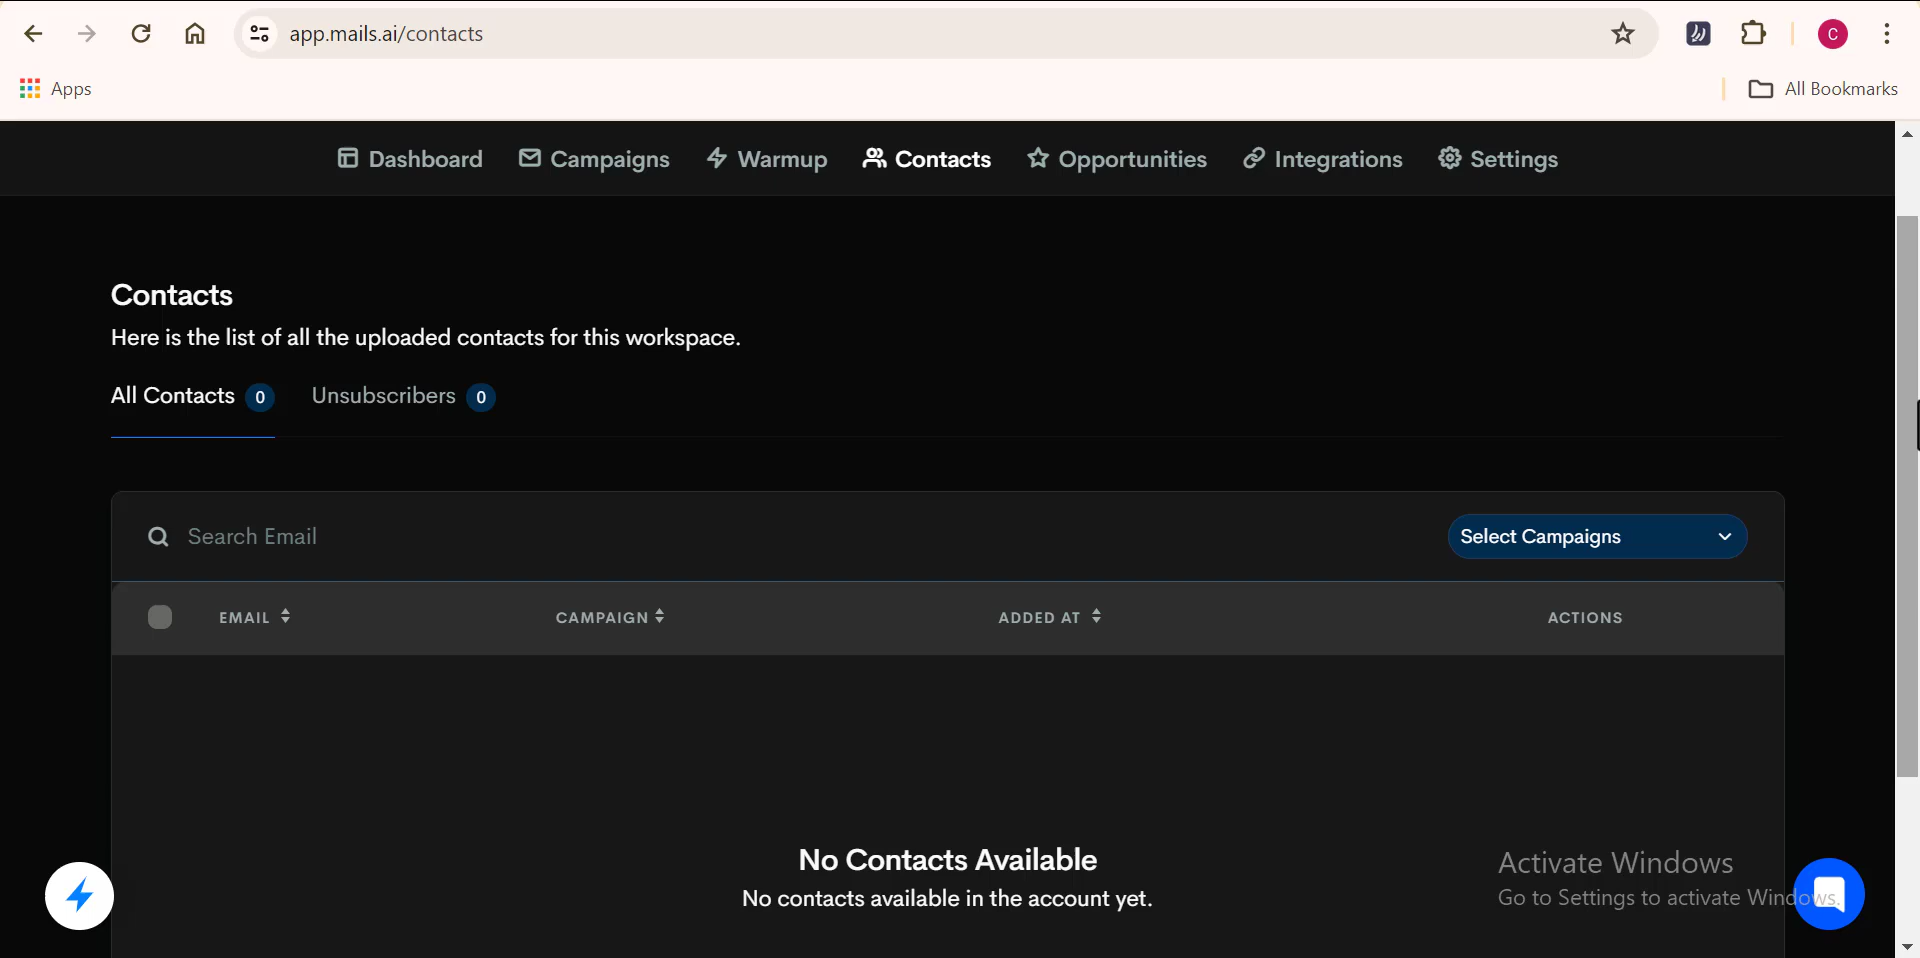 app.mails.ai/contacts
C
Apps
All Bookmarks
Dashboard
Campaigns
Warmup
Contacts
Opportunities
Integrations
Settings
Contacts
Here is the list of all the uploaded contacts for this workspace.
All Contacts 0
Unsubscribers 0
Search Email
Select Campaigns
EMAIL
CAMPAIGN
ADDED AT
ACTIONS
No Contacts Available
No contacts available in the account yet.
Activate Windows
Go to Settings to activate Windows.